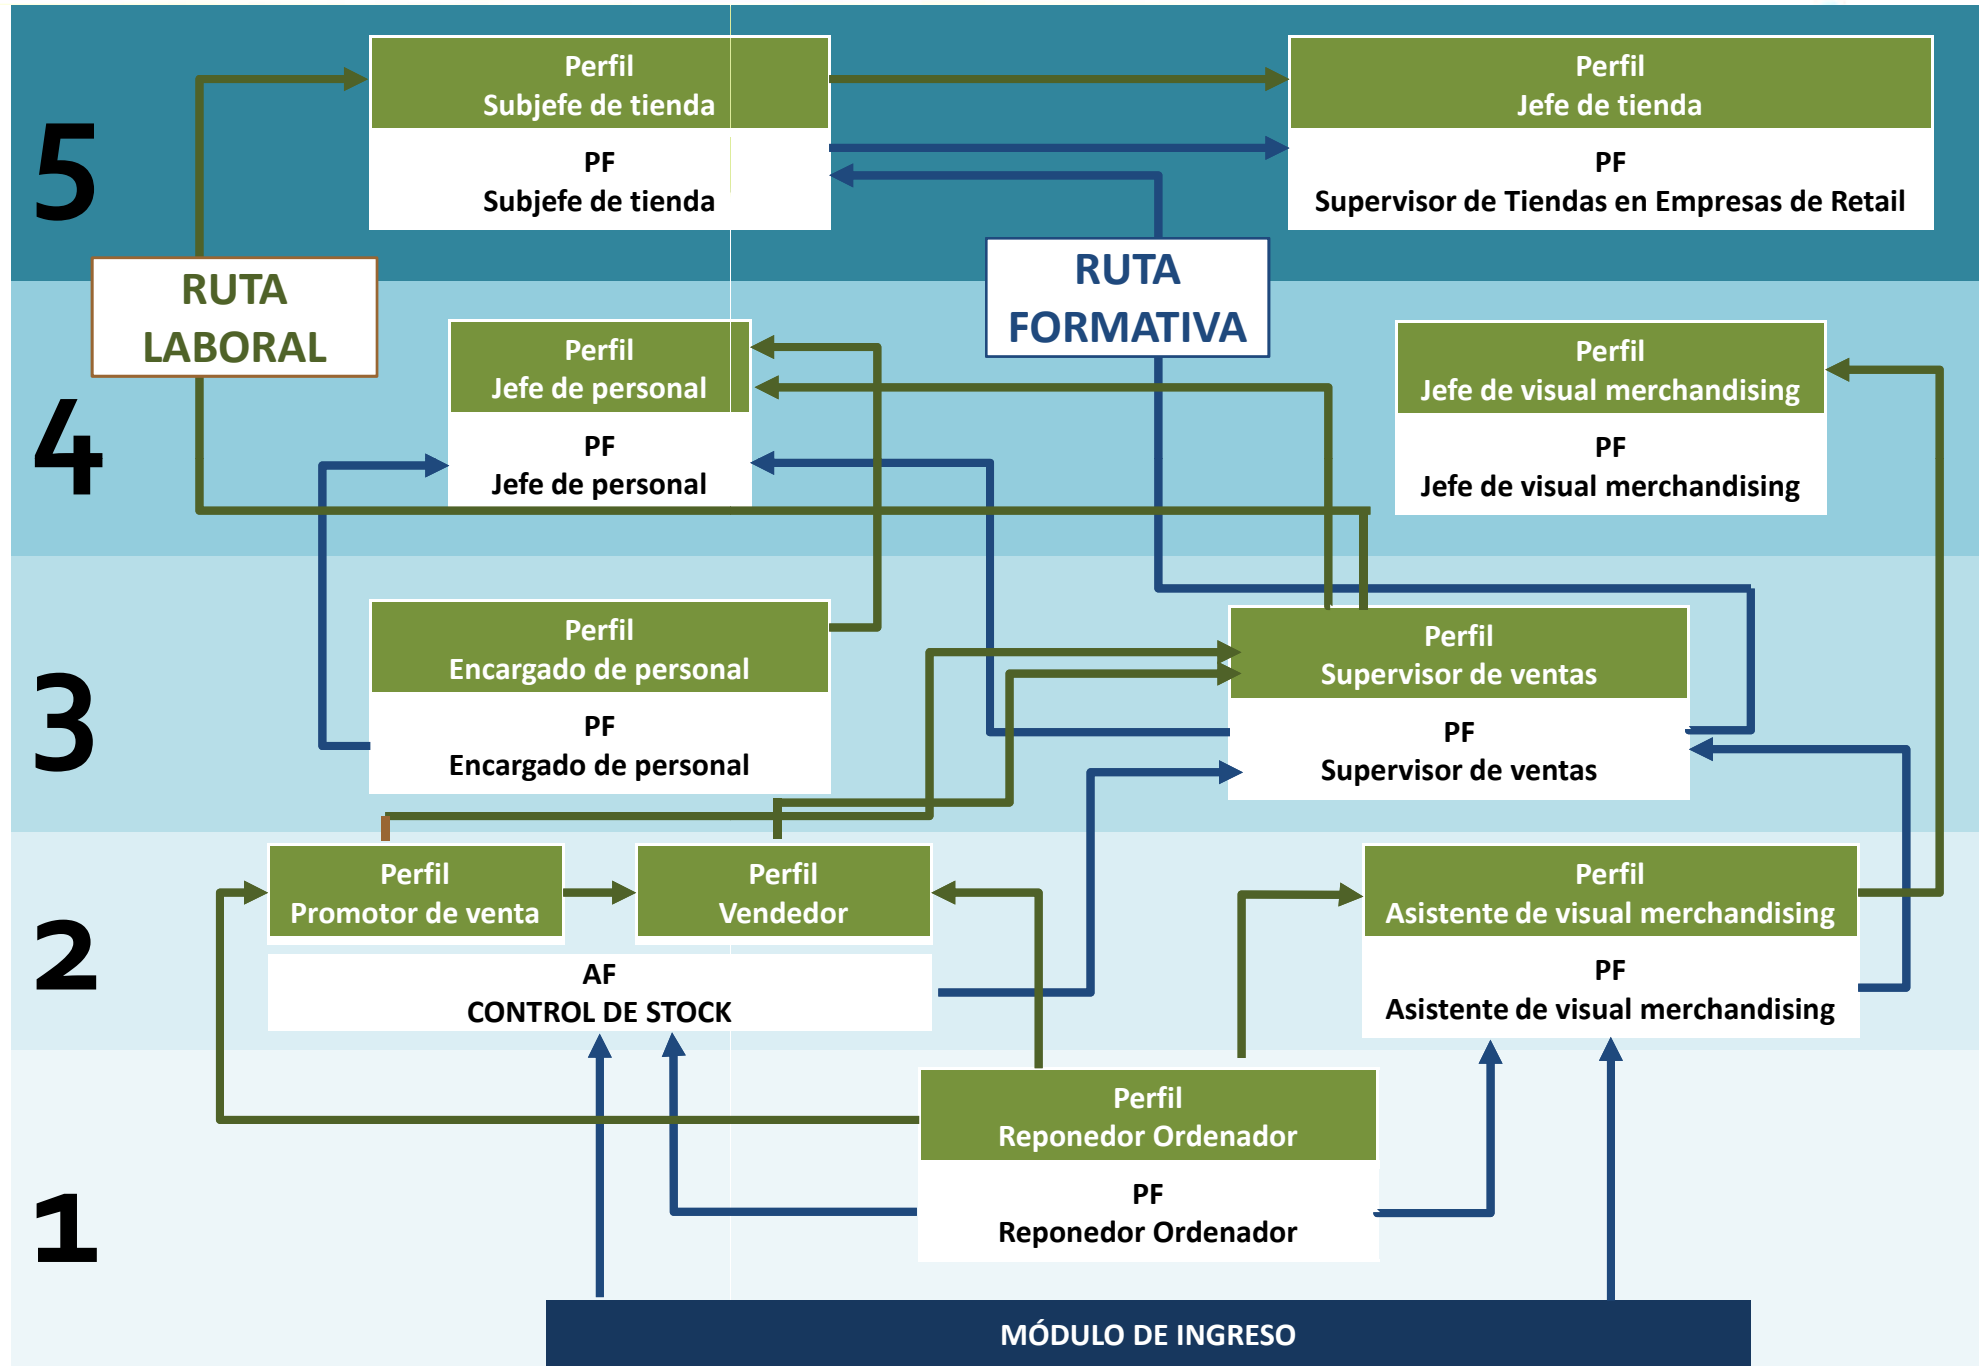 5
Perfil
Subjefe de tienda
PF
Subjefe de tienda
Perfil
Jefe de tienda
PF
Supervisor de Tiendas en Empresas de Retail
RUTA
LABORAL
RUTA
FORMATIVA
4
Perfil
Jefe de personal
PF
Jefe de personal
Perfil
Jefe de visual merchandising
PF
Jefe de visual merchandising
3
Perfil
Encargado de personal
PF
Encargado de personal
Perfil
Supervisor de ventas
PF
Supervisor de ventas
2
Perfil
Promotor de venta
Perfil
Vendedor
AF
CONTROL DE STOCK
Perfil
Asistente de visual merchandising
PF
Asistente de visual merchandising
1
Perfil
Reponedor Ordenador
PF
Reponedor Ordenador
MÓDULO DE INGRESO